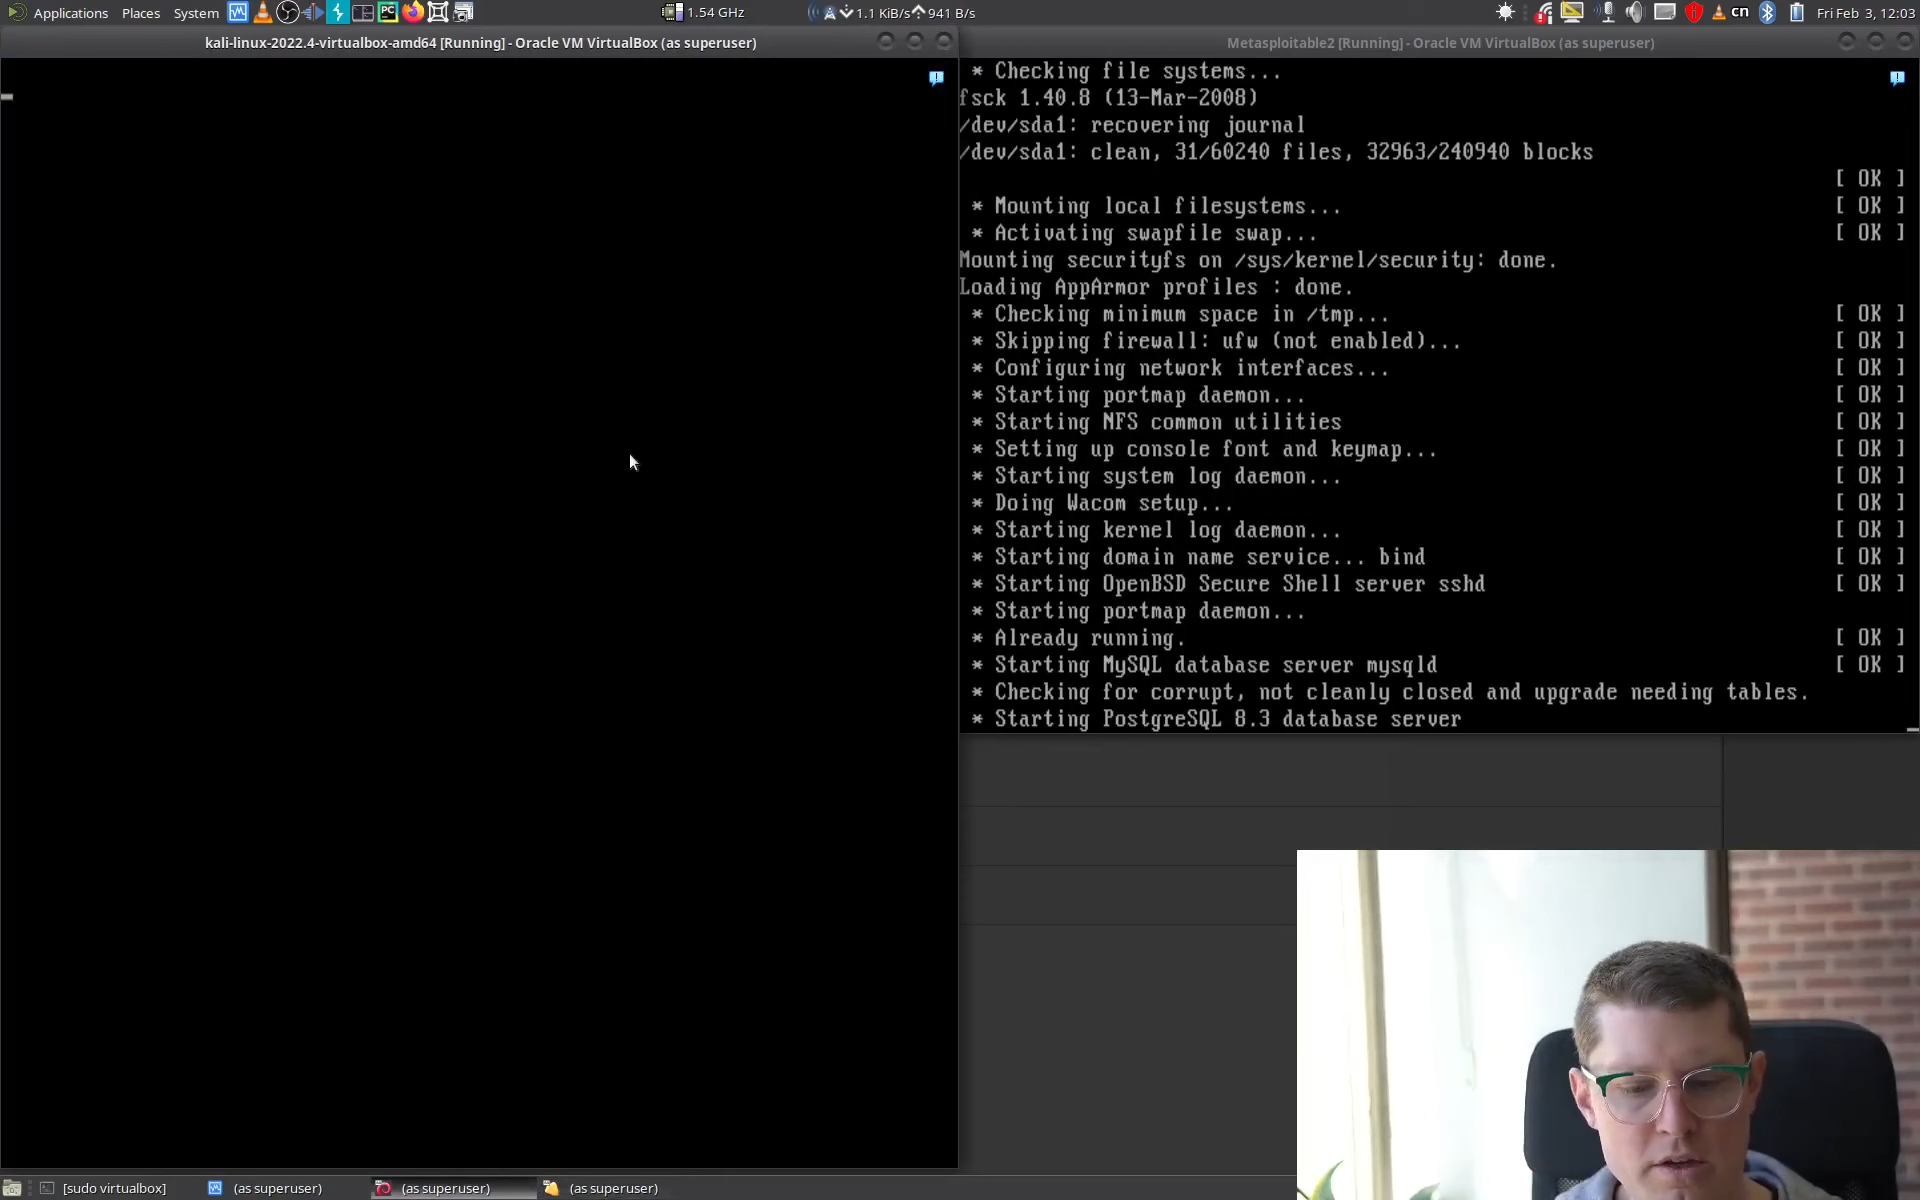 Applications Places System
1.54 GHz
1.1 KiB/s 941 B/s
cn
Fri Feb 3, 12:03
kali-linux-2022.4-virtualbox-amd64 [Running] - Oracle VM VirtualBox (as superuser)
Metasploitable2 [Running] - Oracle VM VirtualBox (as superuser)
* Checking file systems...
fsck 1.40.8 (13-Mar-2008)
/dev/sda1: recovering journal
/dev/sda1: clean, 31/60240 files, 32963/240940 blocks
[ OK ]
* Mounting local filesystems... [ OK ]
* Activating swapfile swap... [ OK ]
Mounting securityfs on /sys/kernel/security: done.
Loading AppArmor profiles : done.
* Checking minimum space in /tmp... [ OK ]
* Skipping firewall: ufw (not enabled)... [ OK ]
* Configuring network interfaces... [ OK ]
* Starting portmap daemon... [ OK ]
* Starting NFS common utilities [ OK ]
* Setting up console font and keymap... [ OK ]
* Starting system log daemon... [ OK ]
* Doing Wacom setup... [ OK ]
* Starting kernel log daemon... [ OK ]
* Starting domain name service... bind [ OK ]
* Starting OpenBSD Secure Shell server sshd [ OK ]
* Starting portmap daemon...
* Already running. [ OK ]
* Starting MySQL database server mysqld [ OK ]
* Checking for corrupt, not cleanly closed and upgrade needing tables.
* Starting PostgreSQL 8.3 database server
[sudo virtualbox] (as superuser) (as superuser) (as superuser)